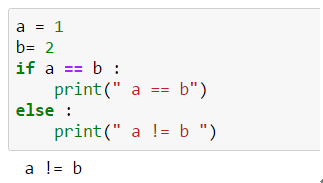 a = 1
b= 2
if a == b :
    print(" a == b")
else :
    print(" a != b ")
 a != b